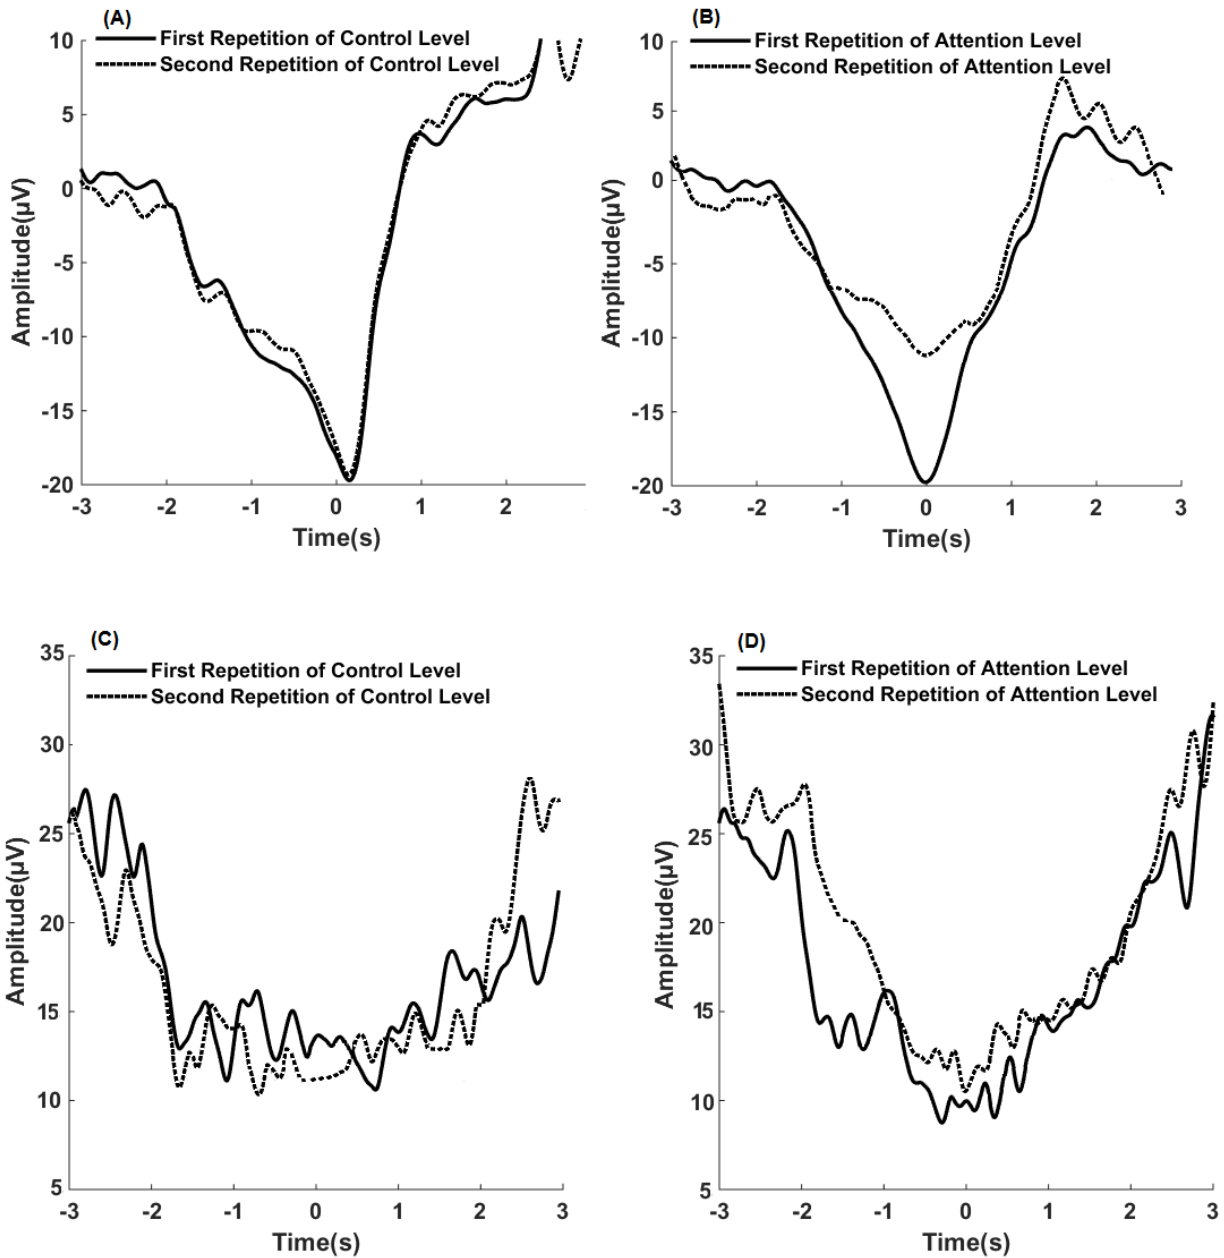 (A)
First Repetition of Control Level
Second Repetition of Control Level
10
5
0
-5
-10
-15
-20
Amplitude(µV)
-3 -2 -1 0 1 2
Time(s)
(B)
First Repetition of Attention Level
Second Repetition of Attention Level
10
5
0
-5
-10
-15
-20
Amplitude(µV)
-3 -2 -1 0 1 2 3
Time(s)
(C)
First Repetition of Control Level
Second Repetition of Control Level
35
30
25
20
15
10
5
Amplitude(µV)
-3 -2 -1 0 1 2 3
Time(s)
(D)
First Repetition of Attention Level
Second Repetition of Attention Level
35
30
25
20
15
10
5
Amplitude(µV)
-3 -2 -1 0 1 2 3
Time(s)